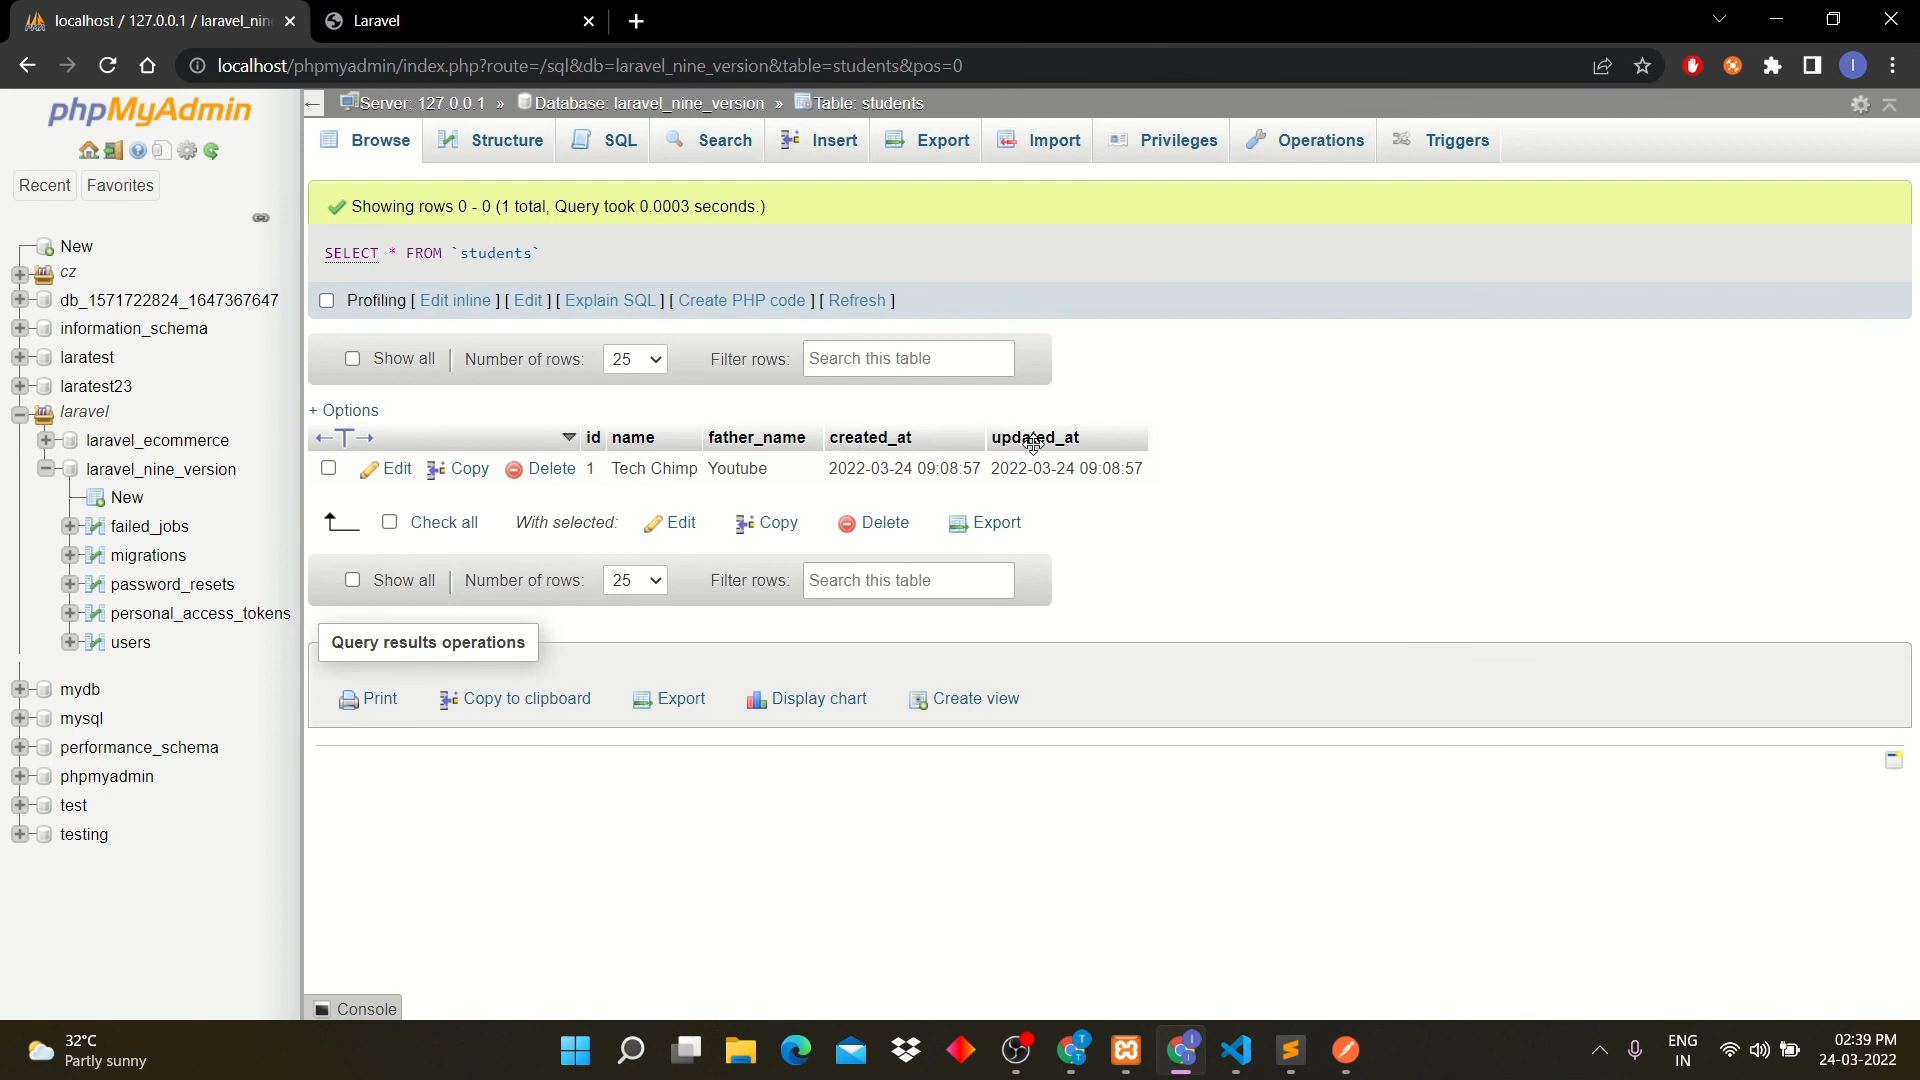 localhost / 127.0.0.1 / laravel_nin
Laravel
localhost/phpmyadmin/index.php?route=/sql&db=laravel_nine_version&table=students&pos=0
I
phpMyAdmin
Recent
Favorites
New
cz
db_1571722824_1647367647
information_schema
laratest
laratest23
laravel
laravel_ecommerce
laravel_nine_version
New
failed_jobs
migrations
password_resets
personal_access_tokens
users
mydb
mysql
performance_schema
phpmyadmin
test
testing
Server: 127.0.0.1 » Database: laravel_nine_version » Table: students
Browse Structure SQL Search Insert Export Import Privileges Operations Triggers
Showing rows 0 - 0 (1 total, Query took 0.0003 seconds.)
SELECT * FROM `students`
Profiling [ Edit inline ] [ Edit ] [ Explain SQL ] [ Create PHP code ] [ Refresh ]
Show all Number of rows: 25 Filter rows: Search this table
+ Options
id name father_name created_at updated_at
Edit Copy Delete 1 Tech Chimp Youtube 2022-03-24 09:08:57 2022-03-24 09:08:57
Check all With selected: Edit Copy Delete Export
Show all Number of rows: 25 Filter rows: Search this table
Query results operations
Print Copy to clipboard Export Display chart Create view
Console
32°C
Partly sunny
ENG
IN
02:39 PM
24-03-2022